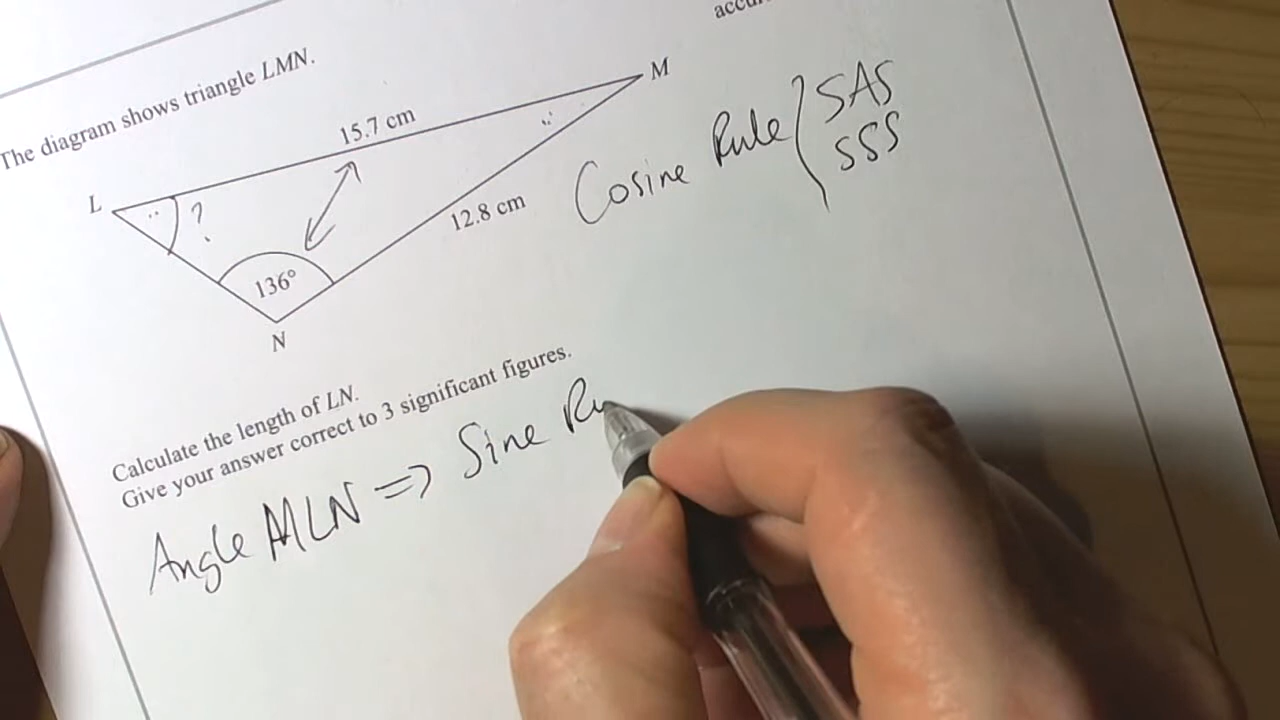 accu
The diagram shows triangle LMN.
M
15.7 cm
SAS
Cosine Rule
SSS
L
?
12.8 cm
136°
N
Calculate the length of LN.
Give your answer correct to 3 significant figures.
Angle MLN => Sine Ru